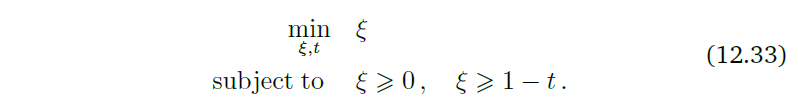 min ξ
ξ,t
(12.33)
subject to ξ ⩾ 0 , ξ ⩾ 1 − t .